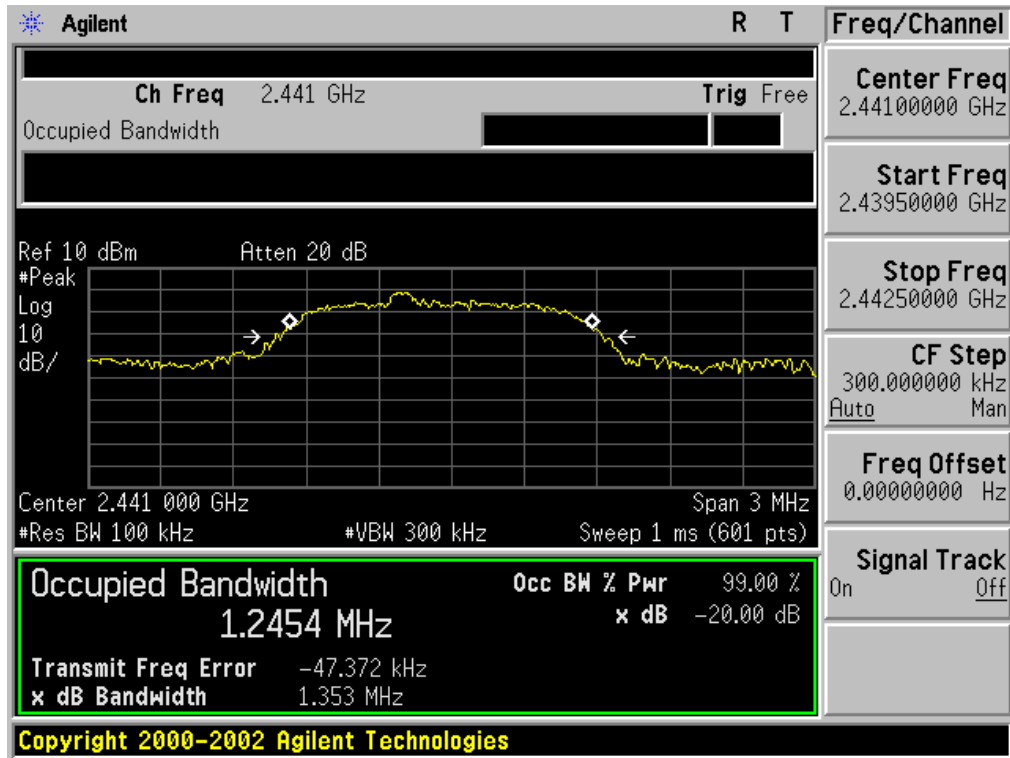 Agilent R T Freq/Channel
Ch Freq 2.441 GHz Trig Free
Occupied Bandwidth
Center Freq
2.44100000 GHz
Start Freq
2.43950000 GHz
Stop Freq
2.44250000 GHz
CF Step
300.000000 kHz
Auto Man
Freq Offset
0.00000000 Hz
Signal Track
On Off
Ref 10 dBm Atten 20 dB
#Peak
Log
10
dB/
Center 2.441 000 GHz Span 3 MHz
#Res BW 100 kHz #VBW 300 kHz Sweep 1 ms (601 pts)
Occupied Bandwidth Occ BW % Pwr 99.00 %
1.2454 MHz x dB -20.00 dB
Transmit Freq Error -47.372 kHz
x dB Bandwidth 1.353 MHz
Copyright 2000-2002 Agilent Technologies